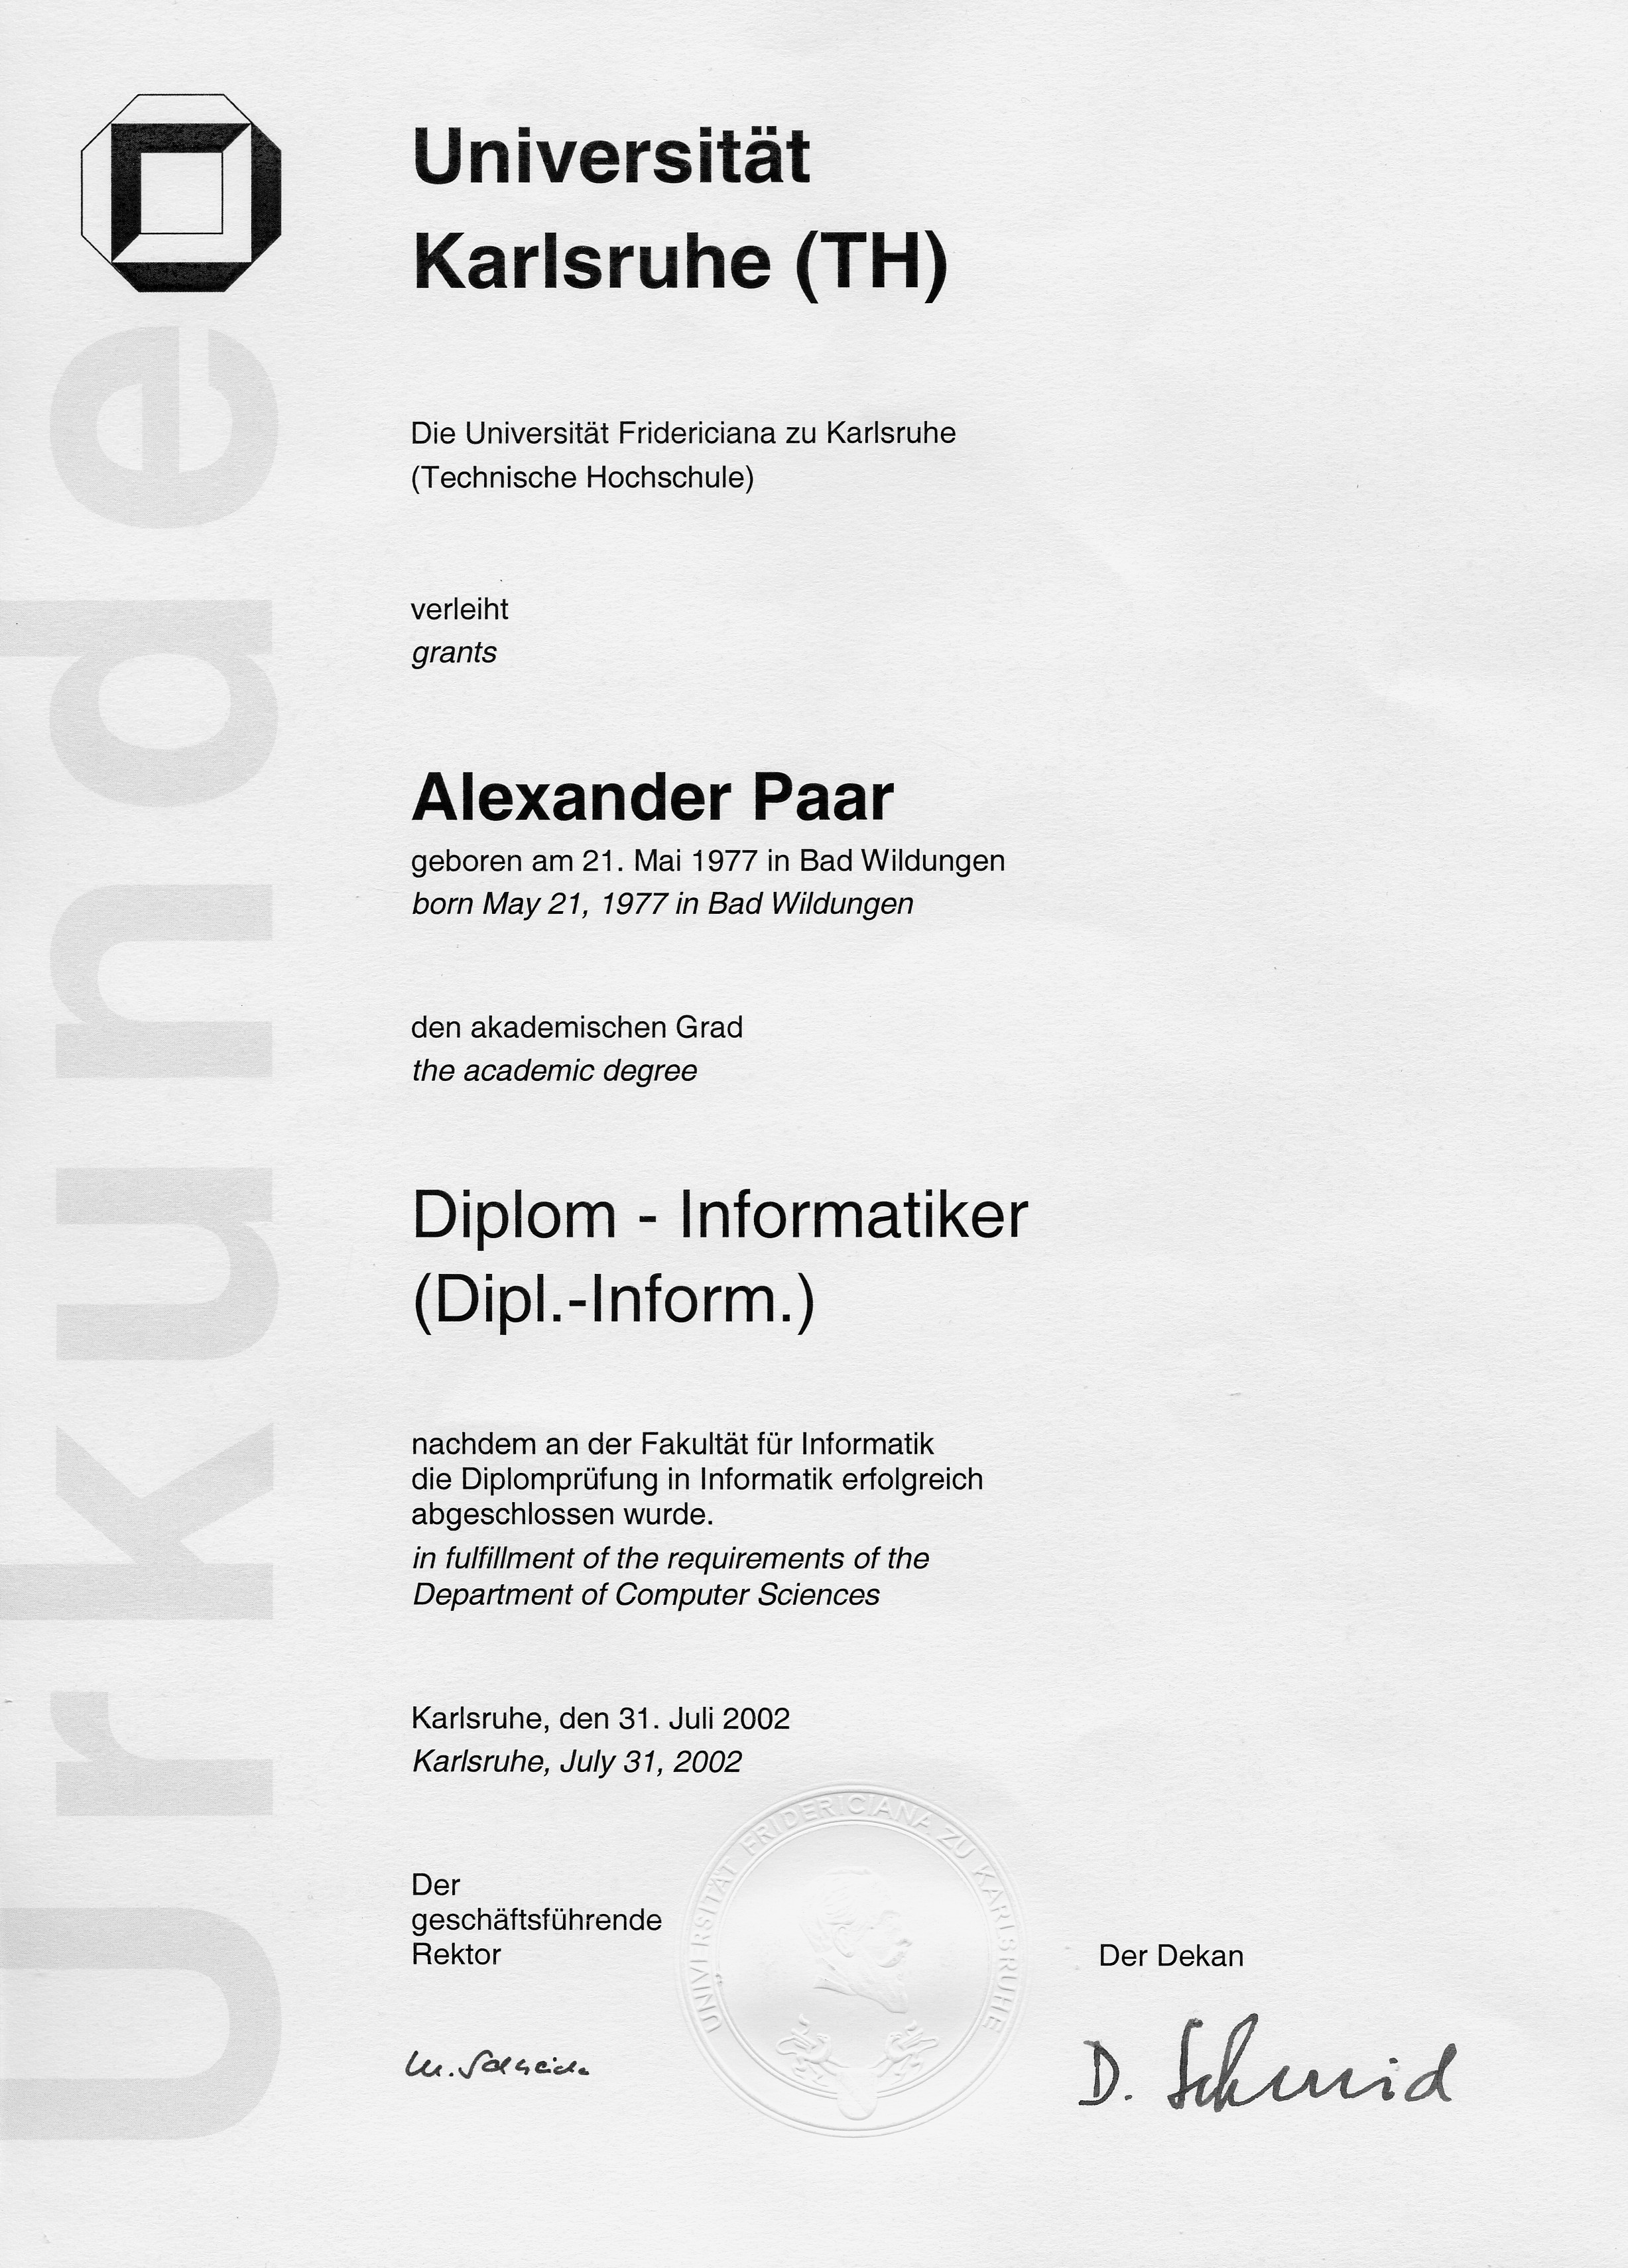 Urkunde
Universität
Karlsruhe (TH)
Die Universität Fridericiana zu Karlsruhe
(Technische Hochschule)
verleiht
grants
Alexander Paar
geboren am 21. Mai 1977 in Bad Wildungen
born May 21, 1977 in Bad Wildungen
den akademischen Grad
the academic degree
Diplom - Informatiker
(Dipl.-Inform.)
nachdem an der Fakultät für Informatik
die Diplomprüfung in Informatik erfolgreich
abgeschlossen wurde.
in fulfillment of the requirements of the
Department of Computer Sciences
Karlsruhe, den 31. Juli 2002
Karlsruhe, July 31, 2002
UNIVERSITÄT FRIDERICIANA ZU KARLSRUHE
Der
geschäftsführende
Rektor
Der Dekan
D. Schmid